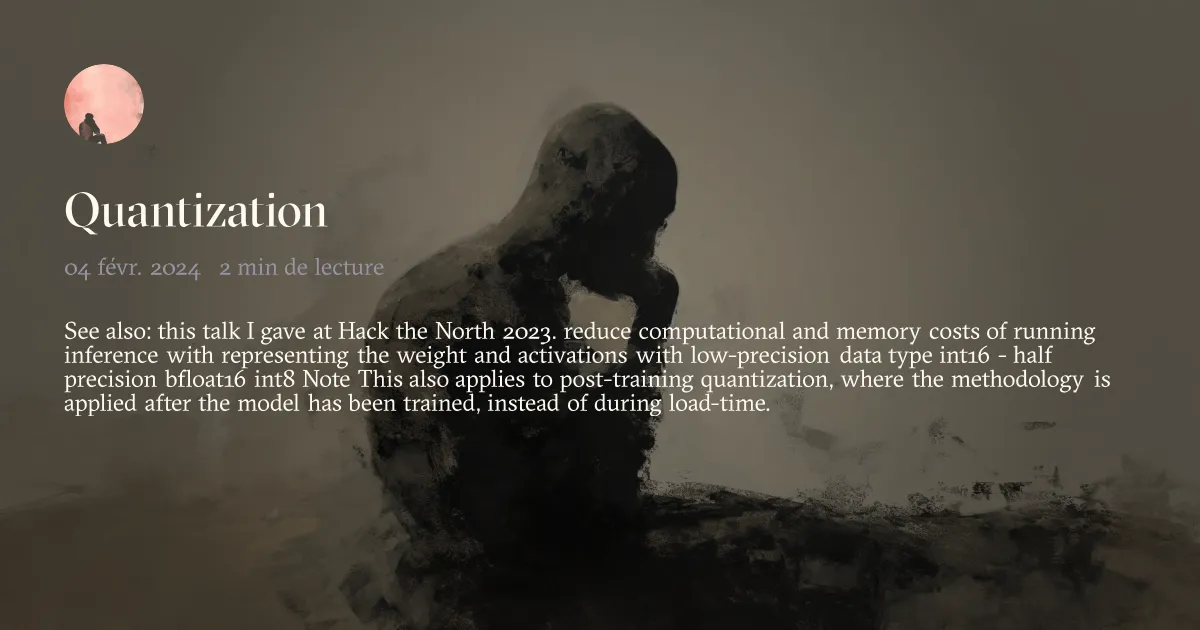 Quantization
04 févr. 2024 2 min de lecture
See also: this talk I gave at Hack the North 2023. reduce computational and memory costs of running
inference with representing the weight and activations with low-precision data type int16 - half
precision bfloat16 int8 Note This also applies to post-training quantization, where the methodology is
applied after the model has been trained, instead of during load-time.